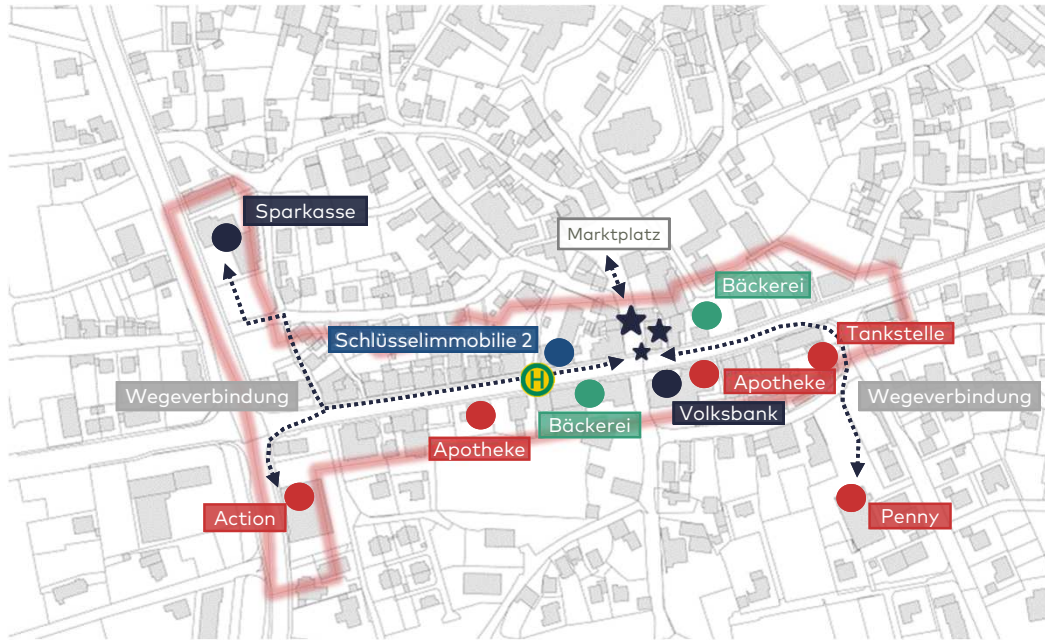 Sparkasse
Marktplatz
Bäckerei
Tankstelle
Schlüsselimmobilie 2
H
Apotheke
Wegeverbindung
Wegeverbindung
Volksbank
Bäckerei
Apotheke
Action
Penny